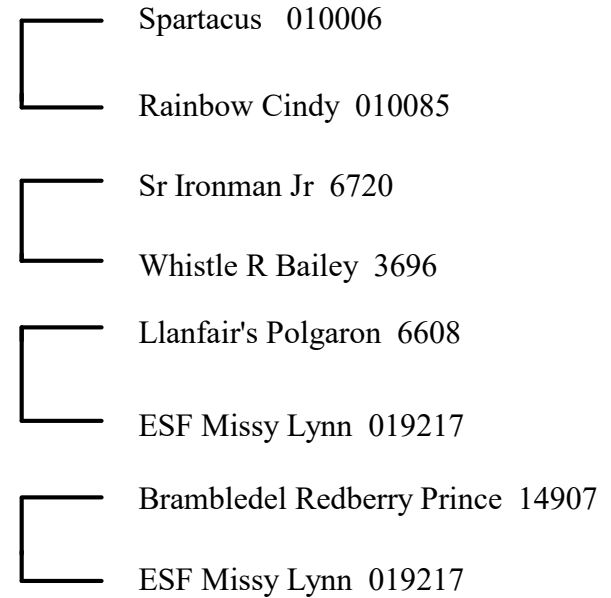 Spartacus 010006
Rainbow Cindy 010085
Sr Ironman Jr 6720
Whistle R Bailey 3696
Llanfair's Polgaron 6608
ESF Missy Lynn 019217
Brambledel Redberry Prince 14907
ESF Missy Lynn 019217